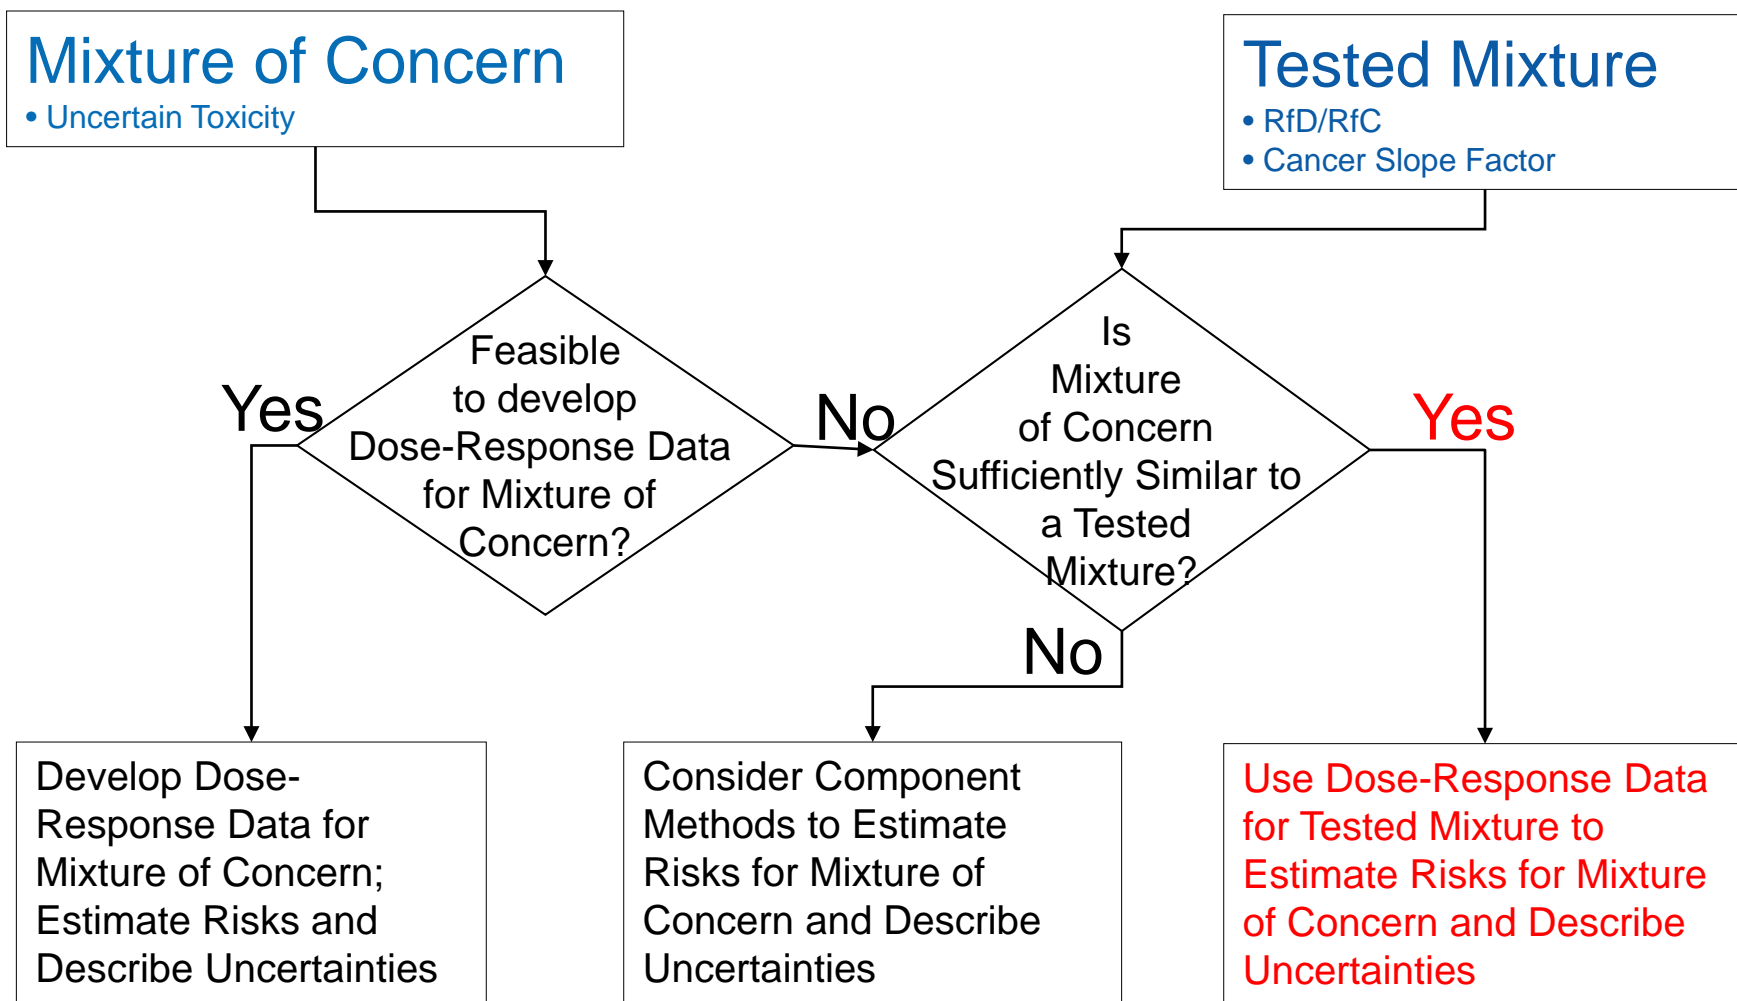 Mixture of Concern
• Uncertain Toxicity
Tested Mixture
• RfD/RfC
• Cancer Slope Factor
Feasible
to develop
Dose-Response Data
for Mixture of
Concern?
Yes
No
Is
Mixture
of Concern
Sufficiently Similar to
a Tested
Mixture?
Yes
No
Develop Dose-
Response Data for
Mixture of Concern;
Estimate Risks and
Describe Uncertainties
Consider Component
Methods to Estimate
Risks for Mixture of
Concern and Describe
Uncertainties
Use Dose-Response Data
for Tested Mixture to
Estimate Risks for Mixture
of Concern and Describe
Uncertainties